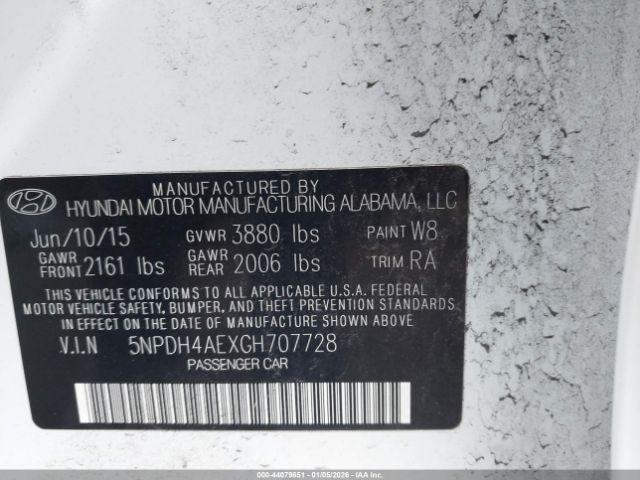 MANUFACTURED BY
HYUNDAI MOTOR MANUFACTURING ALABAMA, LLC
Jun/10/15 GVWR 3880 lbs PAINT W8
GAWR FRONT 2161 lbs GAWR REAR 2006 lbs TRIM RA
THIS VEHICLE CONFORMS TO ALL APPLICABLE U.S.A. FEDERAL
MOTOR VEHICLE SAFETY, BUMPER, AND THEFT PREVENTION STANDARDS
IN EFFECT ON THE DATE OF MANUFACTURE SHOWN ABOVE.
V.I.N 5NPDH4AEXGH707728
PASSENGER CAR
000-44079651 - 01/05/2026 - © 2026 - IAA Inc.